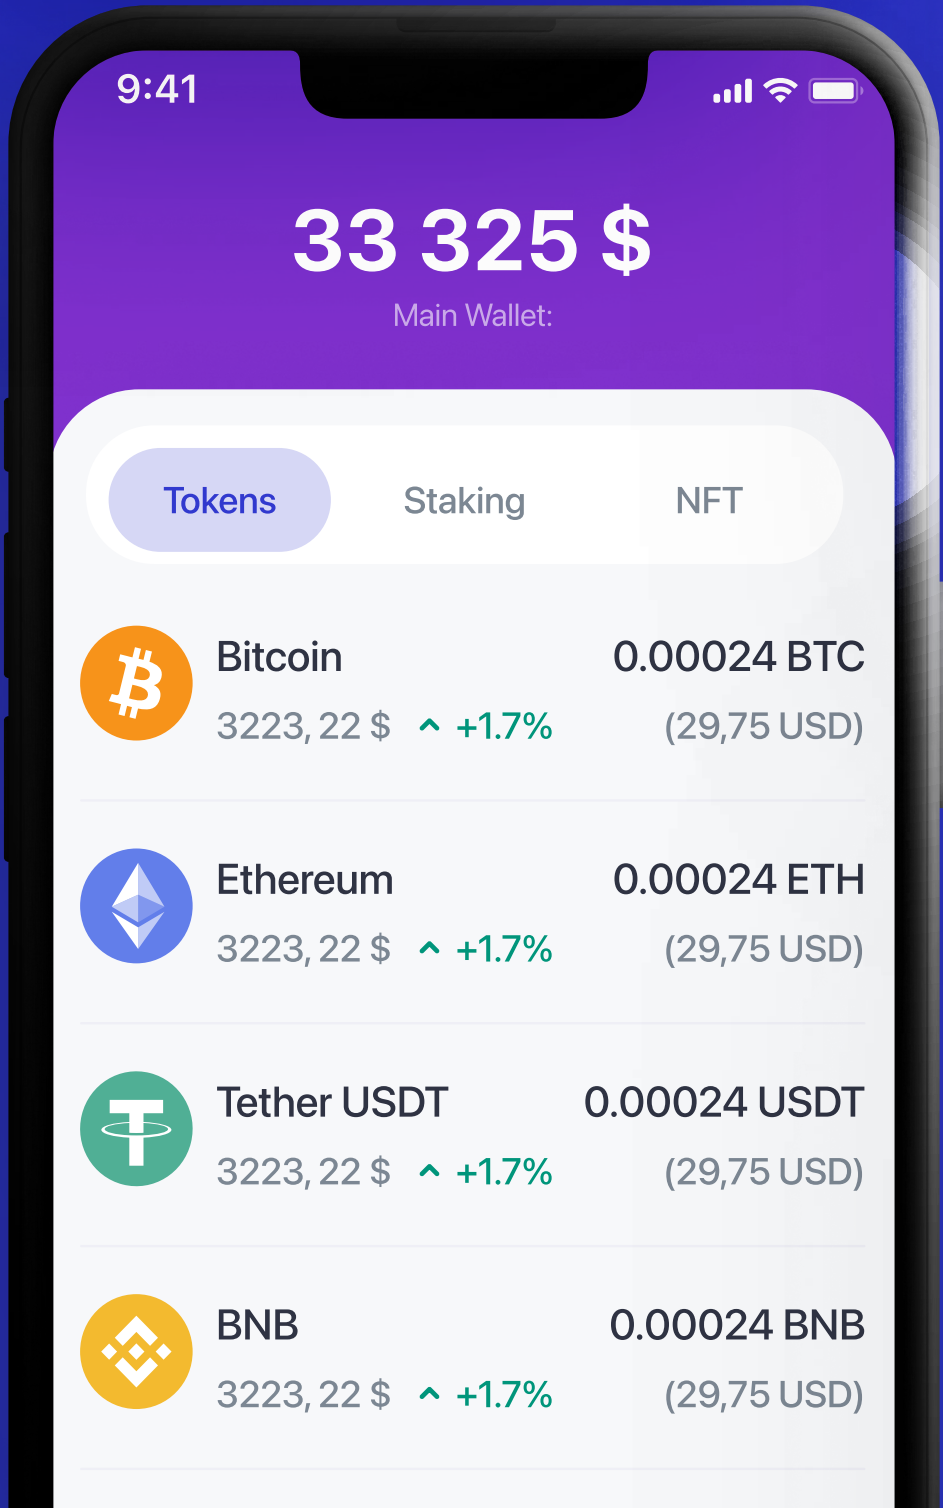 9:41
33 325 $
Main Wallet:
Tokens Staking NFT
Bitcoin 0.00024 BTC
3223, 22 $ +1.7% (29,75 USD)
Ethereum 0.00024 ETH
3223, 22 $ +1.7% (29,75 USD)
Tether USDT 0.00024 USDT
3223, 22 $ +1.7% (29,75 USD)
BNB 0.00024 BNB
3223, 22 $ +1.7% (29,75 USD)